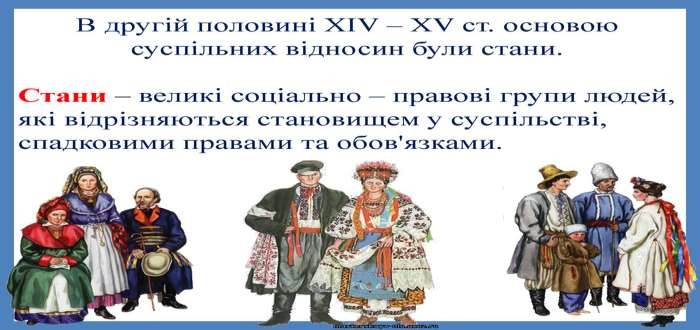 В другій половині XIV – XV ст. основою
суспільних відносин були стани.
Стани – великі соціально – правові групи людей,
які відрізняються становищем у суспільстві,
спадковими правами та обов'язками.